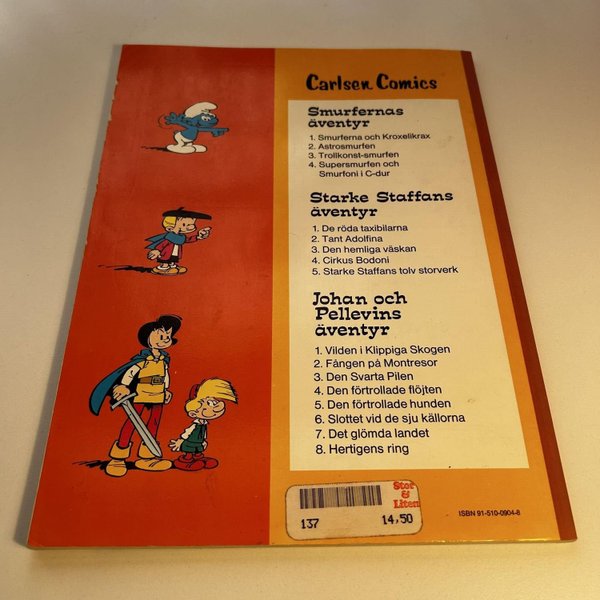 Carlsen Comics
Smurfernas
äventyr
1. Smurferna och Kroxelikrax
2. Astrosmurfen
3. Trollkonst-smurfen
4. Supersmurfen och
Smurfoni i C-dur
Starke Staffans
äventyr
1. De röda taxibilarna
2. Tant Adolfina
3. Den hemliga väskan
4. Cirkus Bodoni
5. Starke Staffans tolv storverk
Johan och
Pellevins
äventyr
1. Vilden i Klippiga Skogen
2. Fången på Montresor
3. Den Svarta Pilen
4. Den förtrollade flöjten
5. Den förtrollade hunden
6. Slottet vid de sju källorna
7. Det glömda landet
8. Hertigens ring
Stor
&
Liten
137 14,50
ISBN 91-510-0904-8